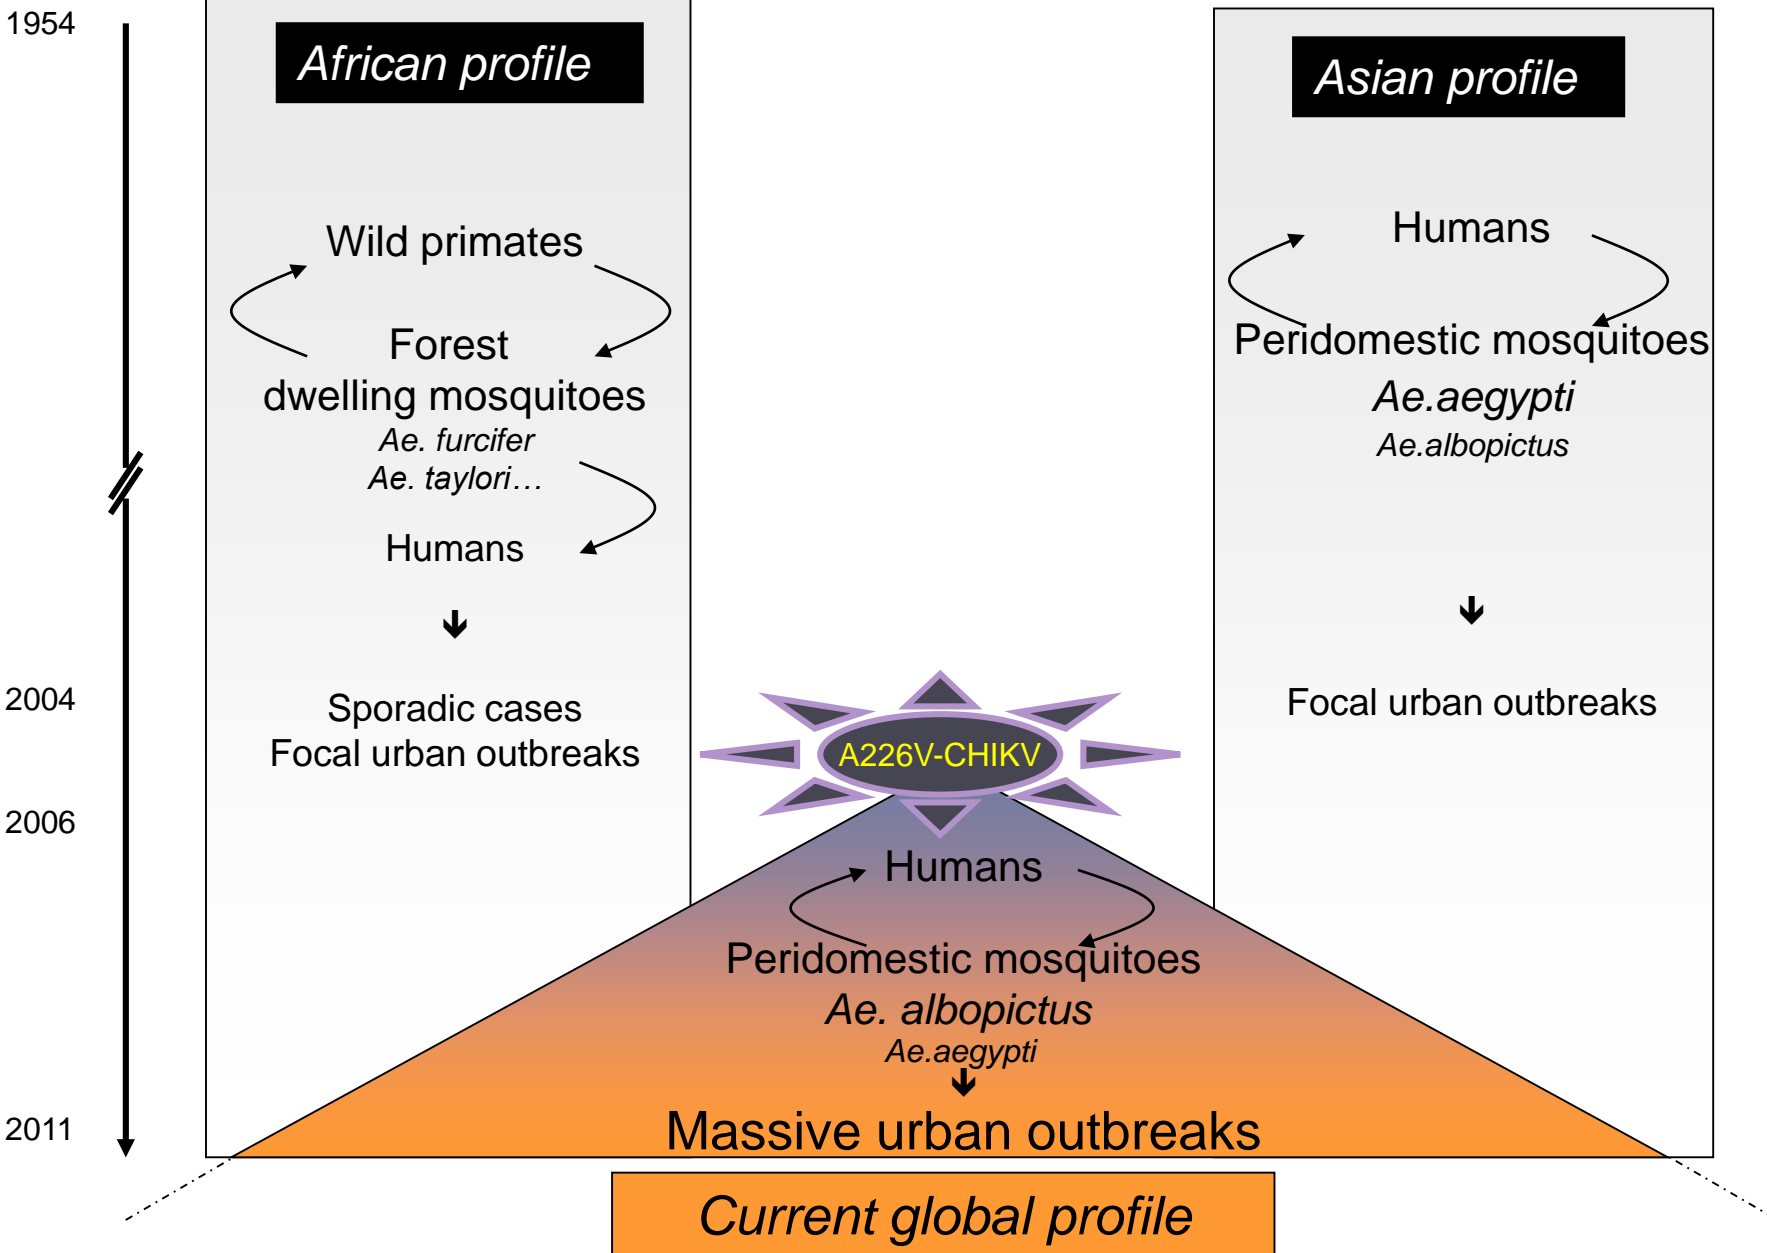 1954
African profile
Asian profile
Wild primates
Forest
dwelling mosquitoes
Ae. furcifer
Ae. taylori…
Humans
Sporadic cases
Focal urban outbreaks
Humans
Peridomestic mosquitoes
Ae.aegypti
Ae.albopictus
Focal urban outbreaks
2004
A226V-CHIKV
2006
Humans
Peridomestic mosquitoes
Ae. albopictus
Ae.aegypti
Massive urban outbreaks
2011
Current global profile